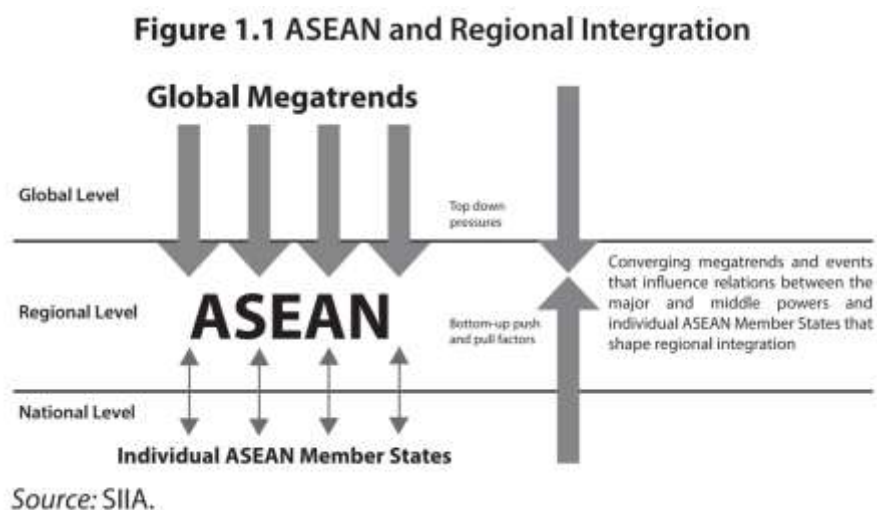 Figure 1.1 ASEAN and Regional Intergration
Global Megatrends
Global Level
Top down
pressures
Converging megatrends and events
that influence relations between the
major and middle powers and
individual ASEAN Member States that
shape regional integration
Regional Level
ASEAN
Bottom-up push
and pull factors
National Level
Individual ASEAN Member States
Source: SIIA.